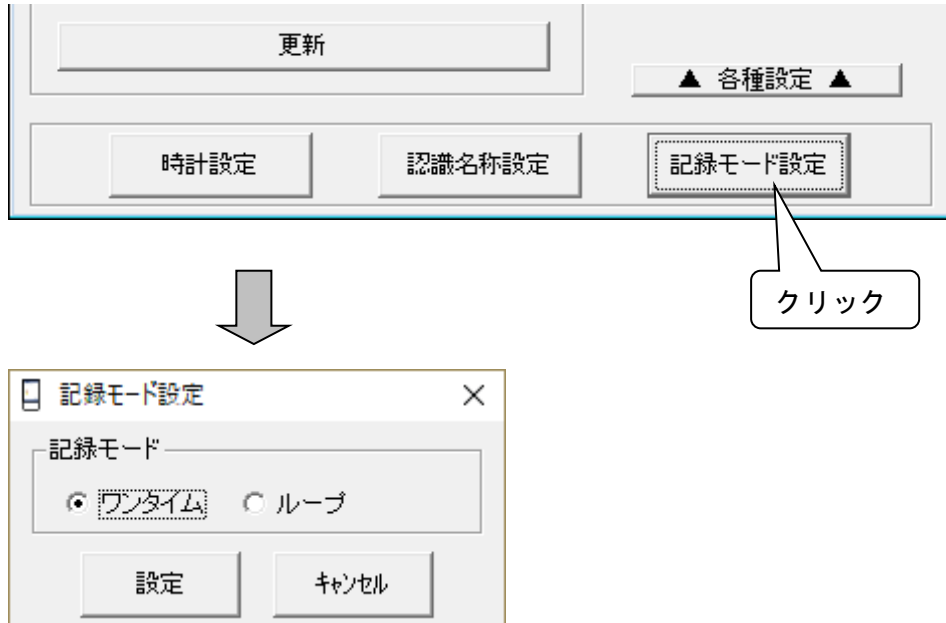 更新
▲ 各種設定 ▲
時計設定
認識名称設定
記録モード設定
クリック
記録ﾓｰﾄﾞ設定
記録モード
ワンタイム
ループ
設定
ｷｬﾝｾﾙ